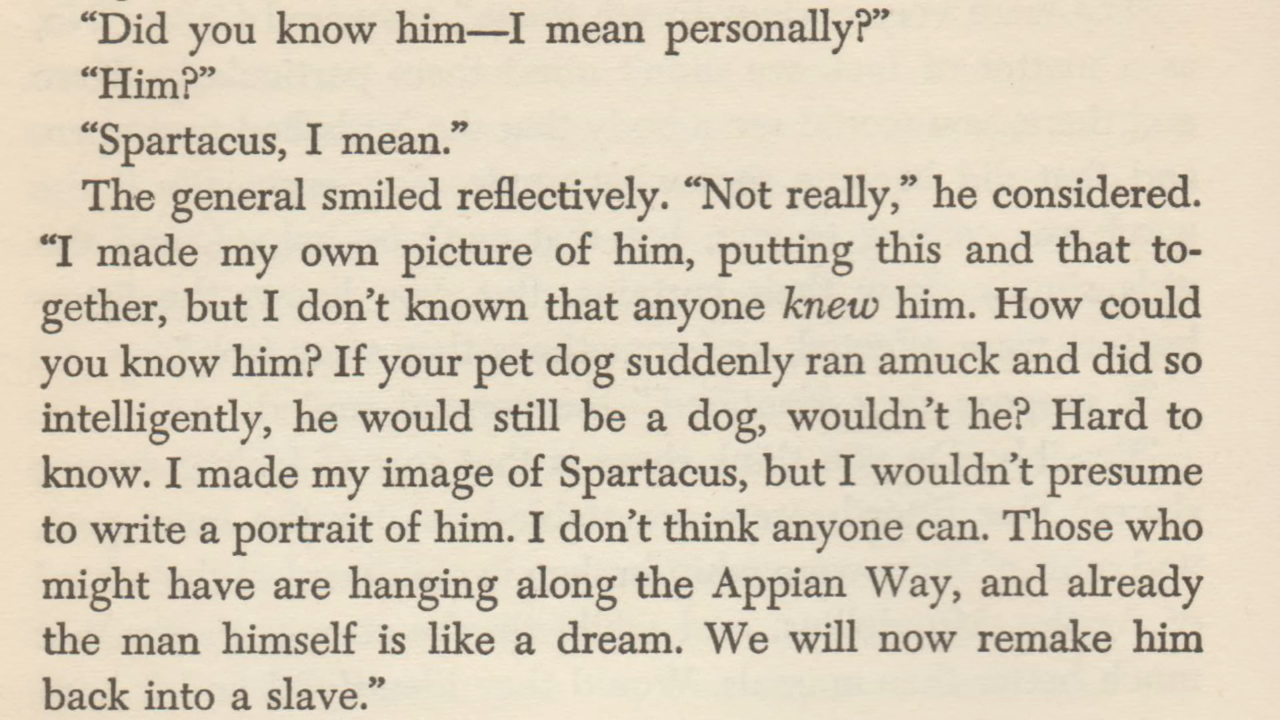 “Did you know him—I mean personally?”
“Him?”
“Spartacus, I mean.”
The general smiled reflectively. “Not really,” he considered.
“I made my own picture of him, putting this and that to-
gether, but I don’t known that anyone knew him. How could
you know him? If your pet dog suddenly ran amuck and did so
intelligently, he would still be a dog, wouldn’t he? Hard to
know. I made my image of Spartacus, but I wouldn’t presume
to write a portrait of him. I don’t think anyone can. Those who
might have are hanging along the Appian Way, and already
the man himself is like a dream. We will now remake him
back into a slave.”